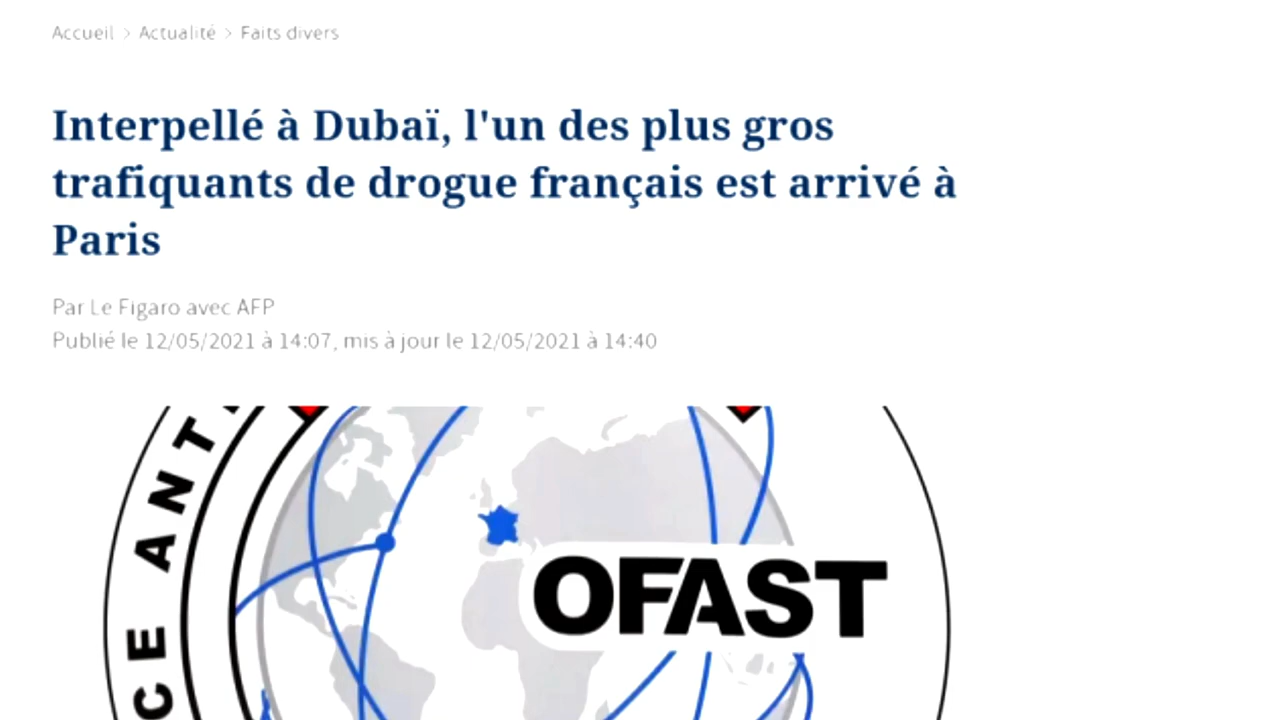 Accueil > Actualité > Faits divers
Interpellé à Dubaï, l'un des plus gros
trafiquants de drogue français est arrivé à
Paris
Par Le Figaro avec AFP
Publié le 12/05/2021 à 14:07, mis à jour le 12/05/2021 à 14:40
CE ANT
OFAST